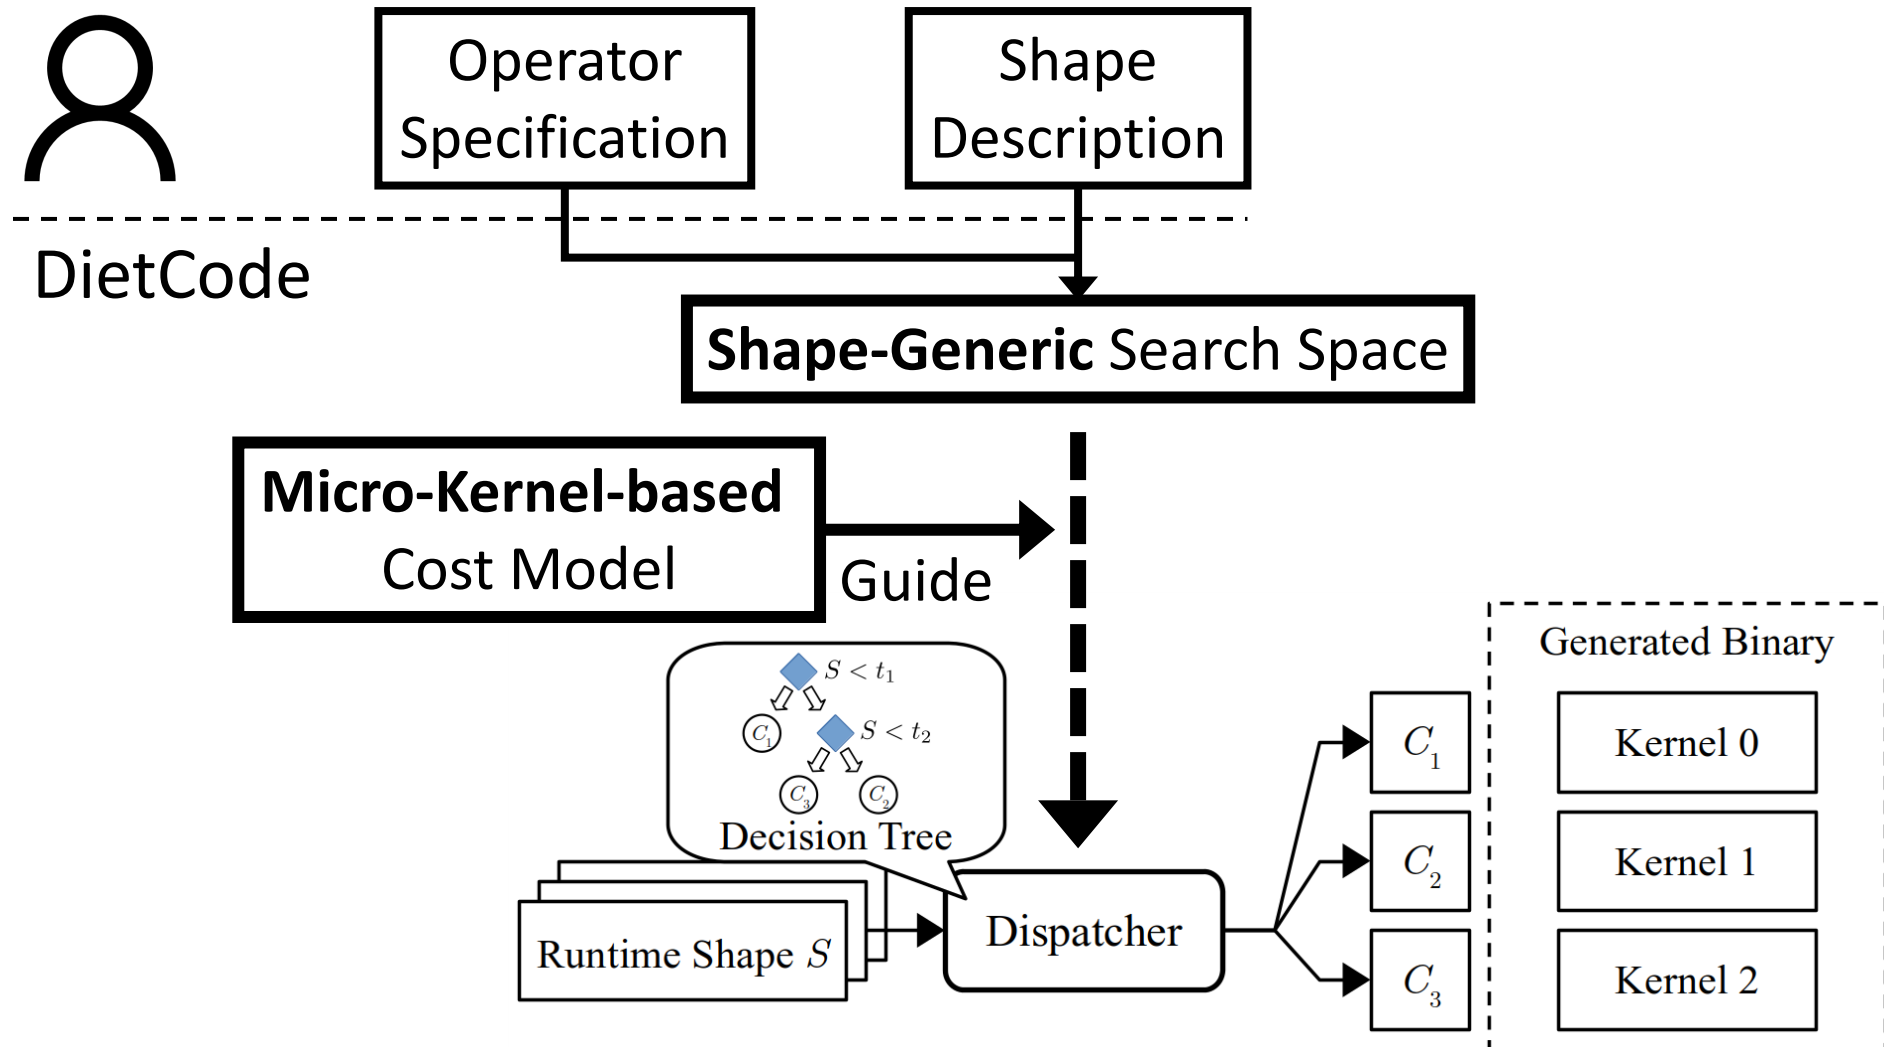 Operator
Specification
Shape
Description
DietCode
Shape-Generic Search Space
Micro-Kernel-based
Cost Model
Guide
Generated Binary
S < t₁
C₁
S < t₂
C₃
C₂
Decision Tree
Runtime Shape S
Dispatcher
C₁
Kernel 0
C₂
Kernel 1
C₃
Kernel 2